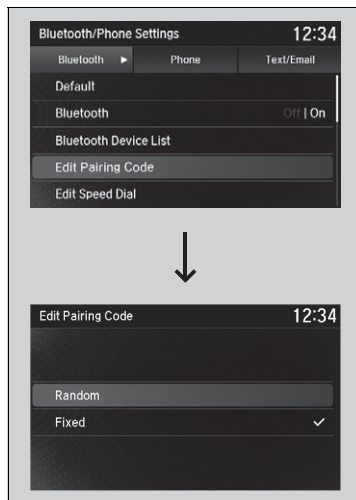 Bluetooth/Phone Settings 12:34
Bluetooth ▶ Phone Text/Email
Default
Bluetooth Off | On
Bluetooth Device List
Edit Pairing Code
Edit Speed Dial
Edit Pairing Code 12:34
Random
Fixed ✓